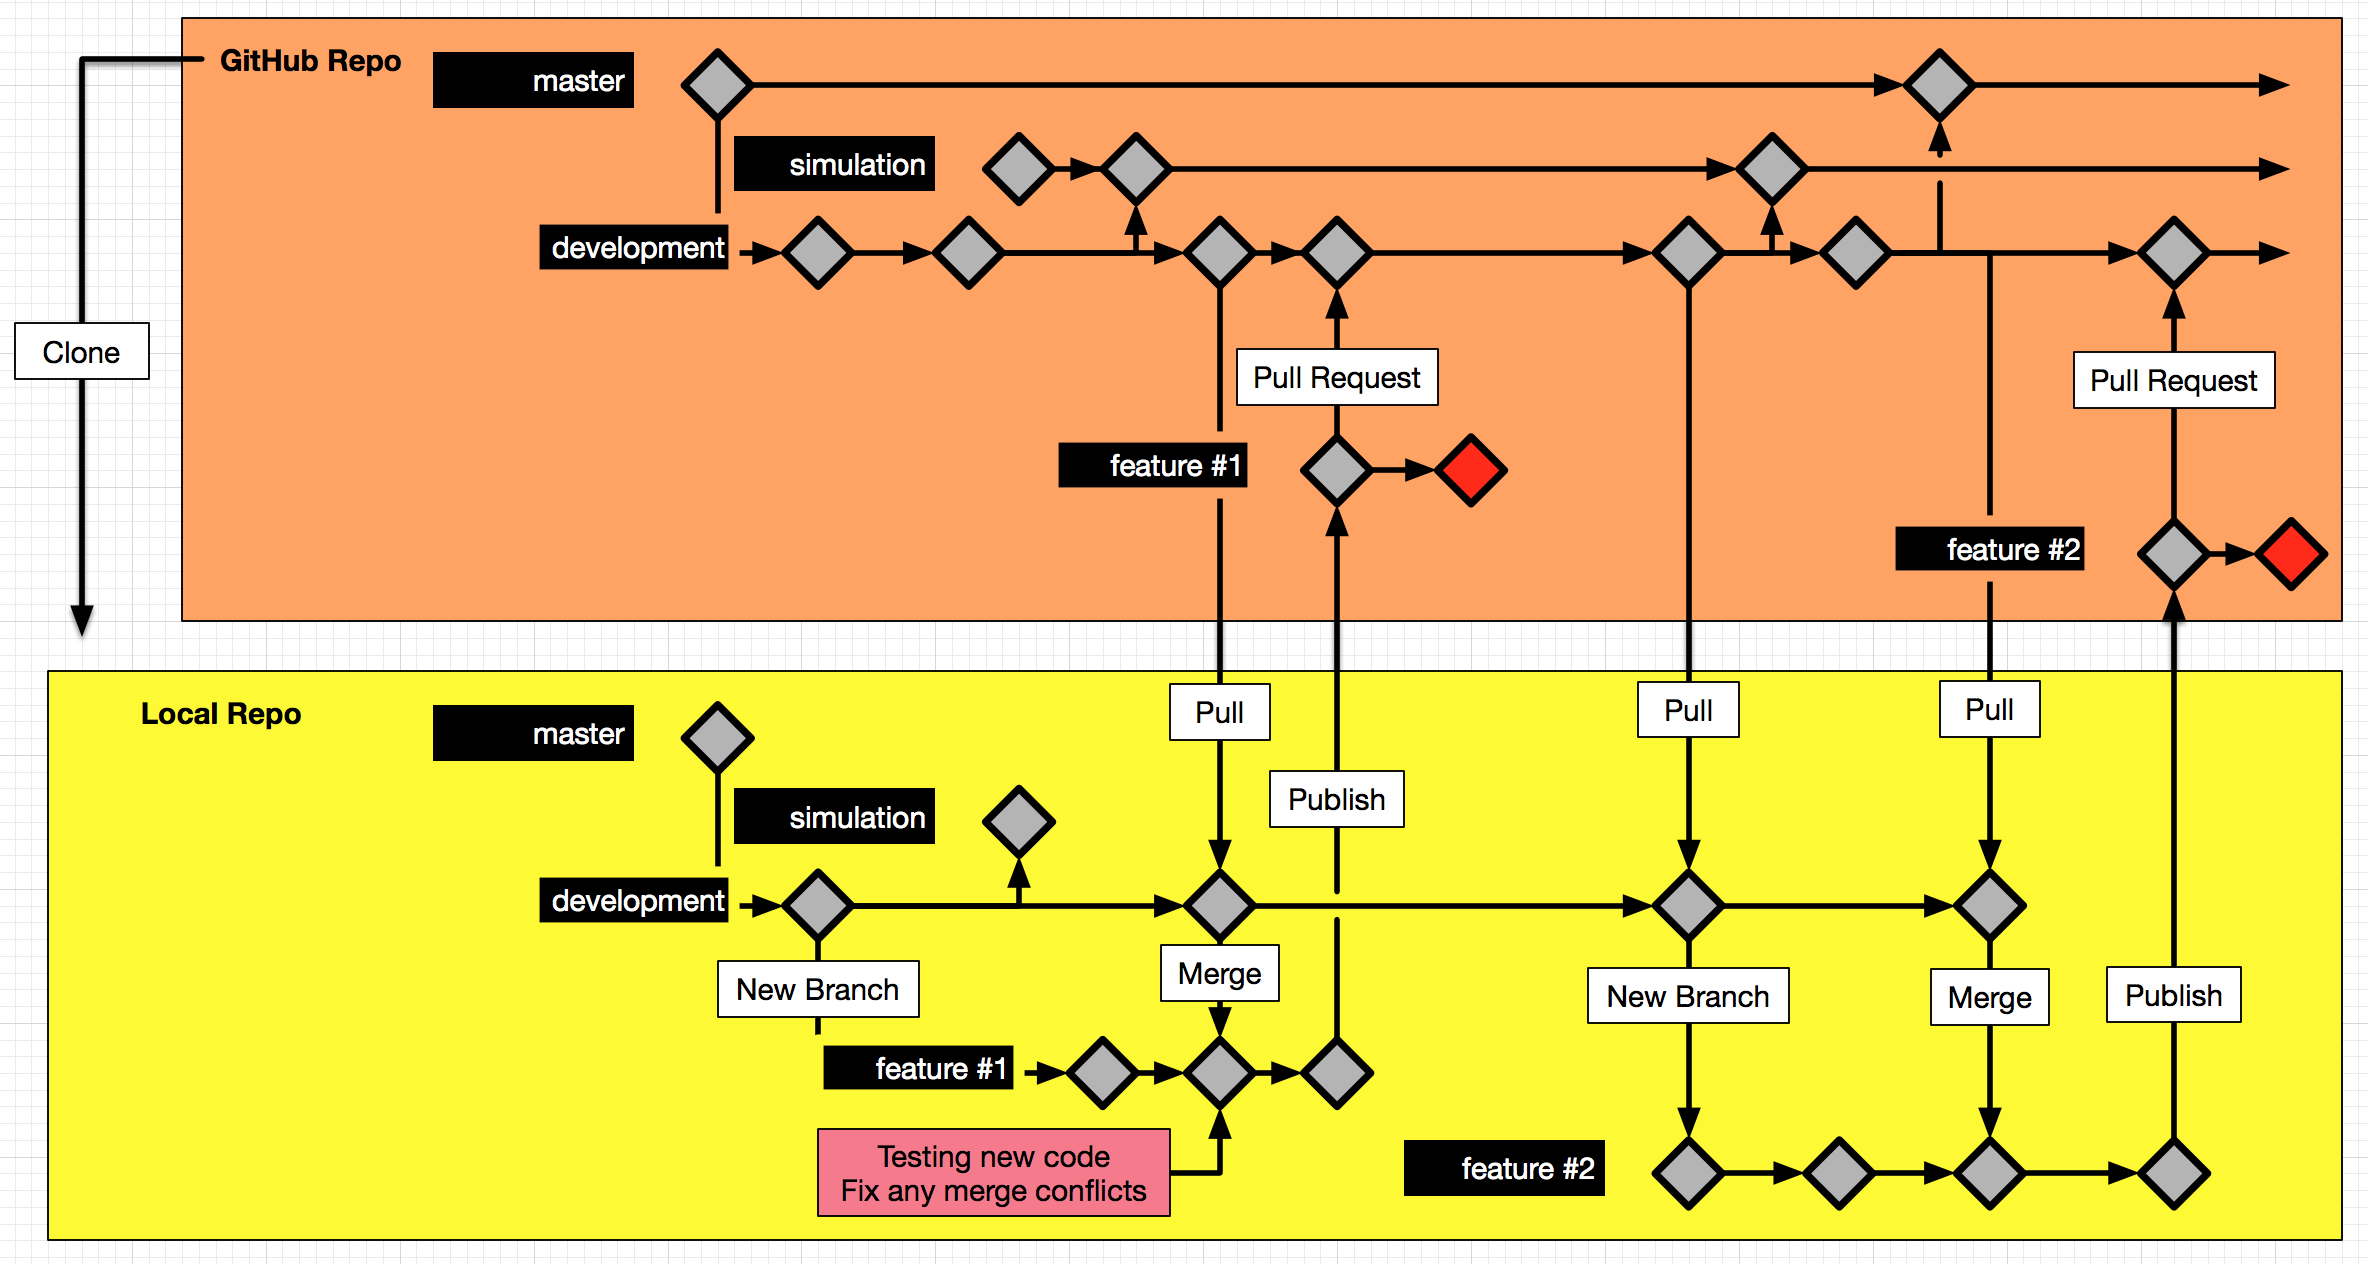 GitHub Repo
master
simulation
development
Clone
Pull Request
Pull Request
feature #1
feature #2
Local Repo
master
Pull
Pull
Pull
simulation
Publish
development
New Branch
Merge
New Branch
Merge
Publish
feature #1
Testing new code
Fix any merge conflicts
feature #2